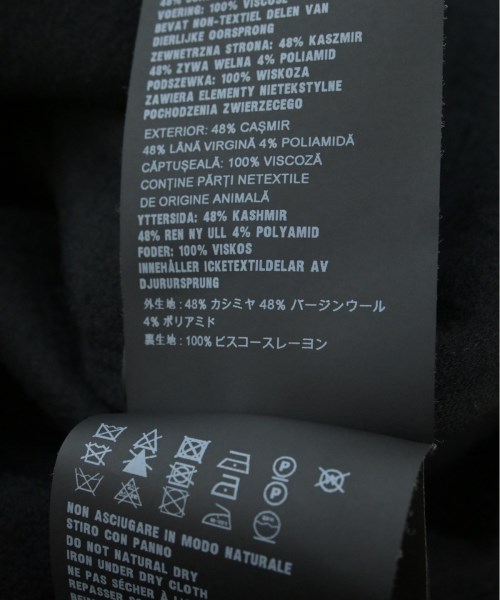 VOERING: 100% VISCOSE
BEVAT NON-TEXTIEL DELEN VAN
DIERLIJKE OORSPRONG
ZEWNETRZNA STRONA: 48% KASZMIR
48% ZYWA WELNA 4% POLIAMID
PODSZEWKA: 100% WISKOZA
ZAWIERA ELEMENTY NIETEKSTYLNE
POCHODZENIA ZWIERZECEGO
EXTERIOR: 48% CAŞMIR
48% LÂNĂ VIRGINĂ 4% POLIAMIDĂ
CĂPTUŞEALĂ: 100% VISCOZĂ
CONŢINE PĂRŢI NETEXTILE
DE ORIGINE ANIMALĂ
YTTERSIDA: 48% KASHMIR
48% REN NY ULL 4% POLYAMID
FODER: 100% VISKOS
INNEHÅLLER ICKETEXTILDELAR AV
DJURURSPRUNG
外生地:48% カシミヤ 48% バージンウール
4% ポリアミド
裏生地:100% ビスコースレーヨン
P
P
NON ASCIUGARE IN MODO NATURALE
STIRO CON PANNO
DO NOT NATURAL DRY
IRON UNDER DRY CLOTH
NE PAS SÉCHER À
REPASSER